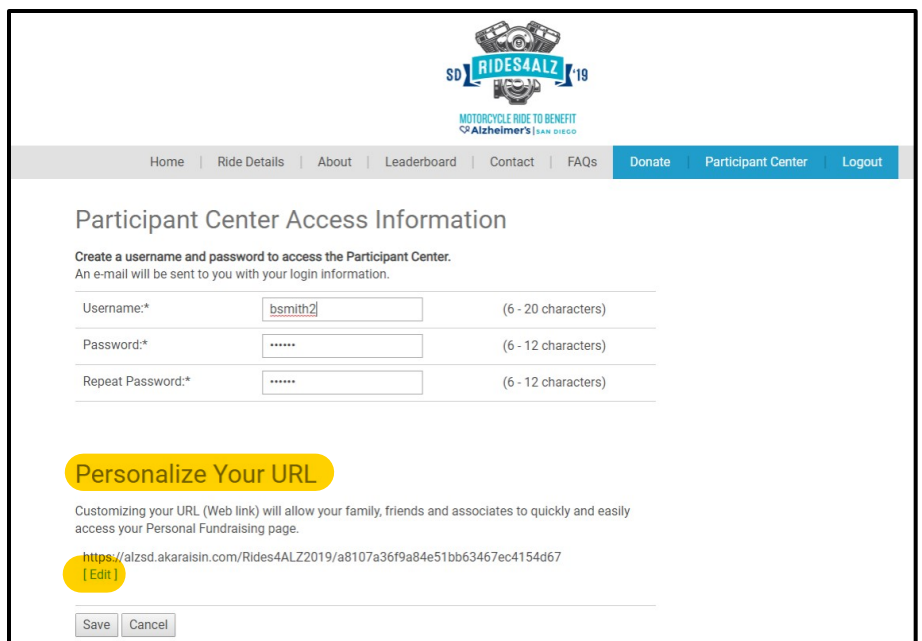 SD RIDES4ALZ '19
MOTORCYCLE RIDE TO BENEFIT
Alzheimer's | SAN DIEGO
Home | Ride Details | About | Leaderboard | Contact | FAQs Donate | Participant Center | Logout
Participant Center Access Information
Create a username and password to access the Participant Center.
An e-mail will be sent to you with your login information.
Username:* bsmith2 (6 - 20 characters)
Password:* •••••• (6 - 12 characters)
Repeat Password:* •••••• (6 - 12 characters)
Personalize Your URL
Customizing your URL (Web link) will allow your family, friends and associates to quickly and easily
access your Personal Fundraising page.
https://alzsd.akaraisin.com/Rides4ALZ2019/a8107a36f9a84e51bb63467ec4154d67
[ Edit ]
Save Cancel